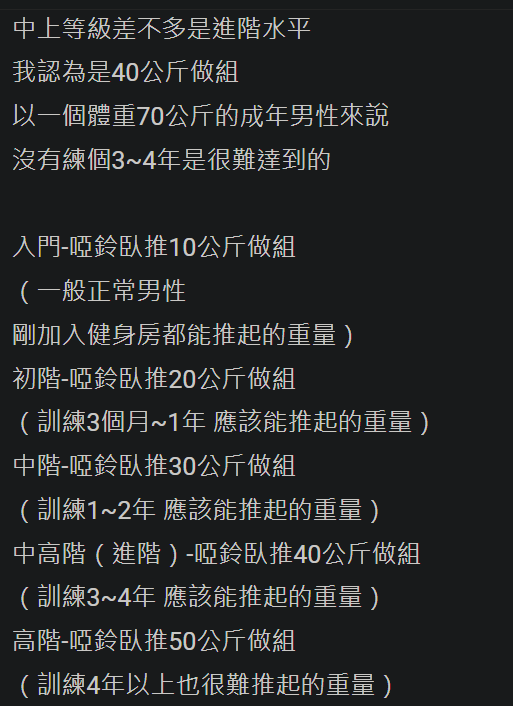 中上等級差不多是進階水平
我認為是40公斤做組
以一個體重70公斤的成年男性來說
沒有練個3~4年是很難達到的
入門-啞鈴臥推10公斤做組
（一般正常男性
剛加入健身房都能推起的重量）
初階-啞鈴臥推20公斤做組
（訓練3個月~1年 應該能推起的重量）
中階-啞鈴臥推30公斤做組
（訓練1~2年 應該能推起的重量）
中高階（進階）-啞鈴臥推40公斤做組
（訓練3~4年 應該能推起的重量）
高階-啞鈴臥推50公斤做組
（訓練4年以上也很難推起的重量）